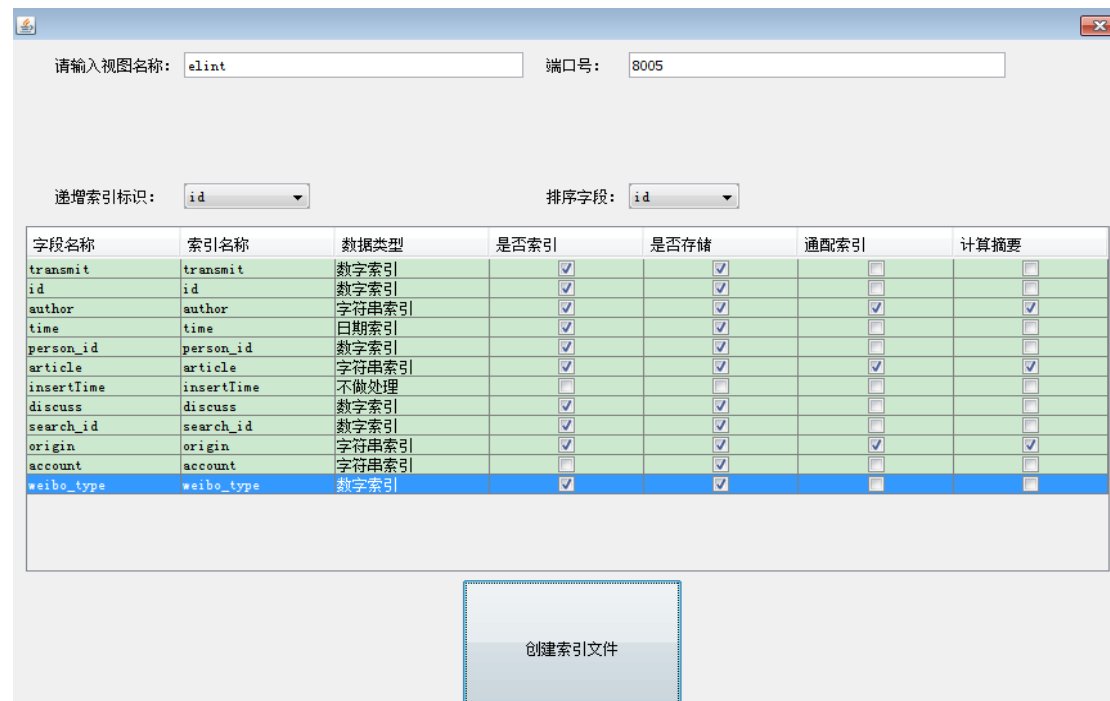 请输入视图名称： elint 端口号： 8005
递增索引标识： id 排序字段： id
字段名称 索引名称 数据类型 是否索引 是否存储 通配索引 计算摘要
transmit transmit 数字索引
id id 数字索引
author author 字符串索引
time time 日期索引
person_id person_id 数字索引
article article 字符串索引
insertTime insertTime 不做处理
discuss discuss 数字索引
search_id search_id 数字索引
origin origin 字符串索引
account account 字符串索引
weibo_type weibo_type 数字索引
创建索引文件